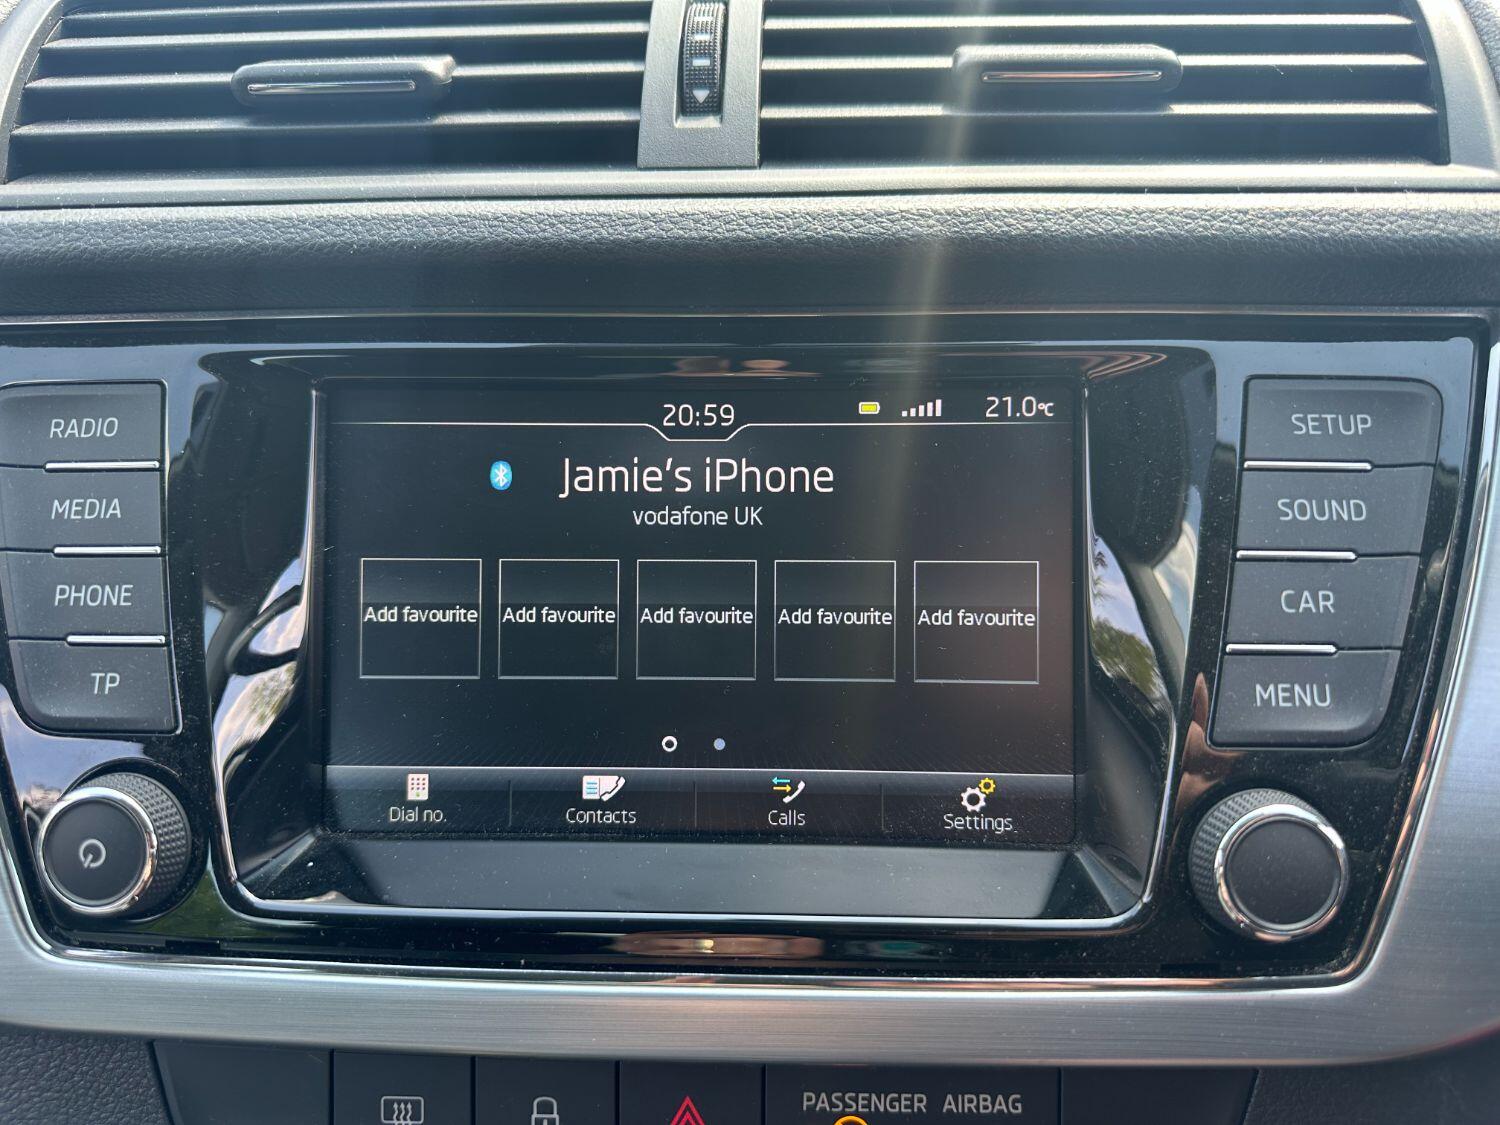 20:59
21.0°C
RADIO
SETUP
Jamie's iPhone
vodafone UK
MEDIA
SOUND
PHONE
CAR
Add favourite
Add favourite
Add favourite
Add favourite
Add favourite
TP
MENU
Dial no.
Contacts
Calls
Settings
PASSENGER AIRBAG